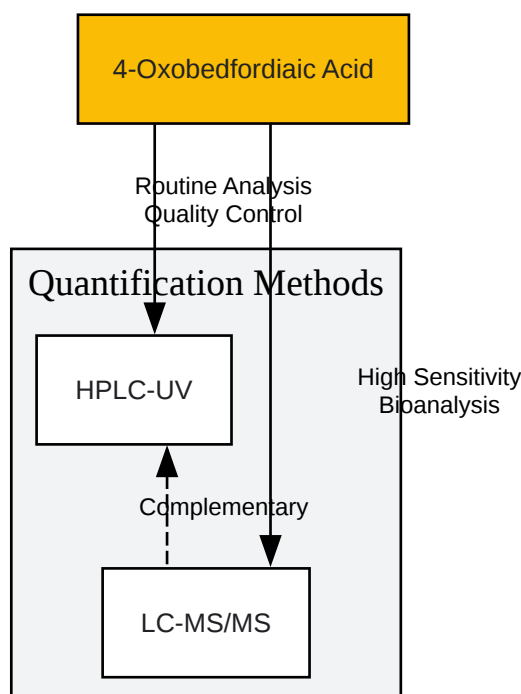 4-Oxobedfordiaic Acid
Routine Analysis
Quality Control
Quantification Methods
HPLC-UV
High Sensitivity
Bioanalysis
Complementary
LC-MS/MS